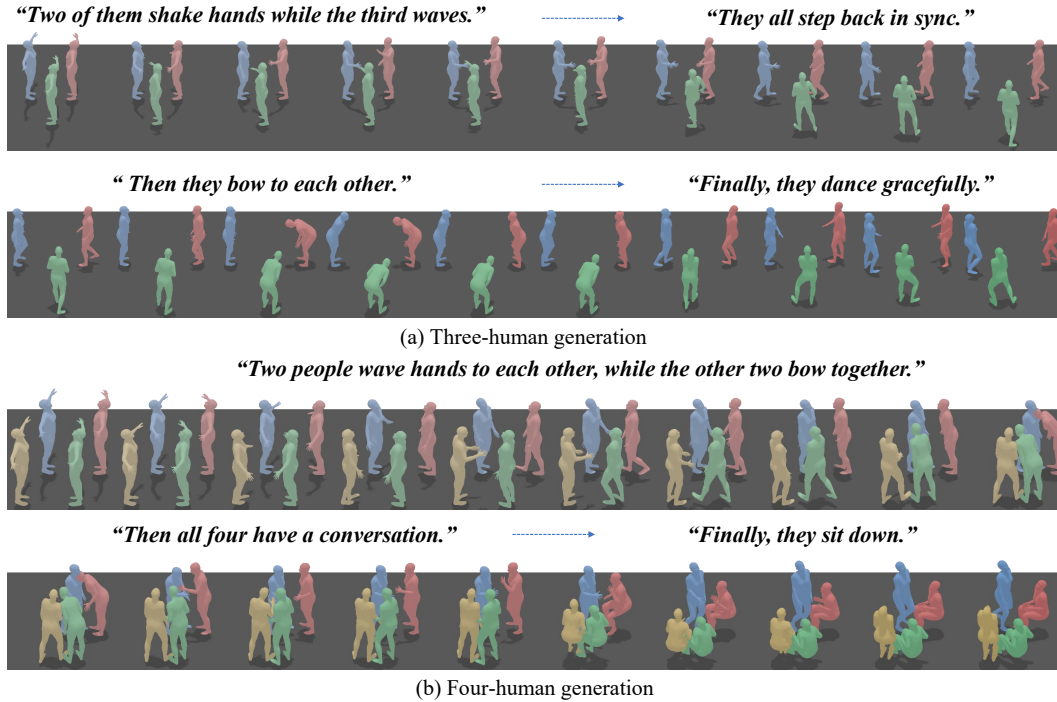 “Two of them shake hands while the third waves.” “They all step back in sync.”
“ Then they bow to each other.” “Finally, they dance gracefully.”
(a) Three-human generation
“Two people wave hands to each other, while the other two bow together.”
“Then all four have a conversation.” “Finally, they sit down.”
(b) Four-human generation